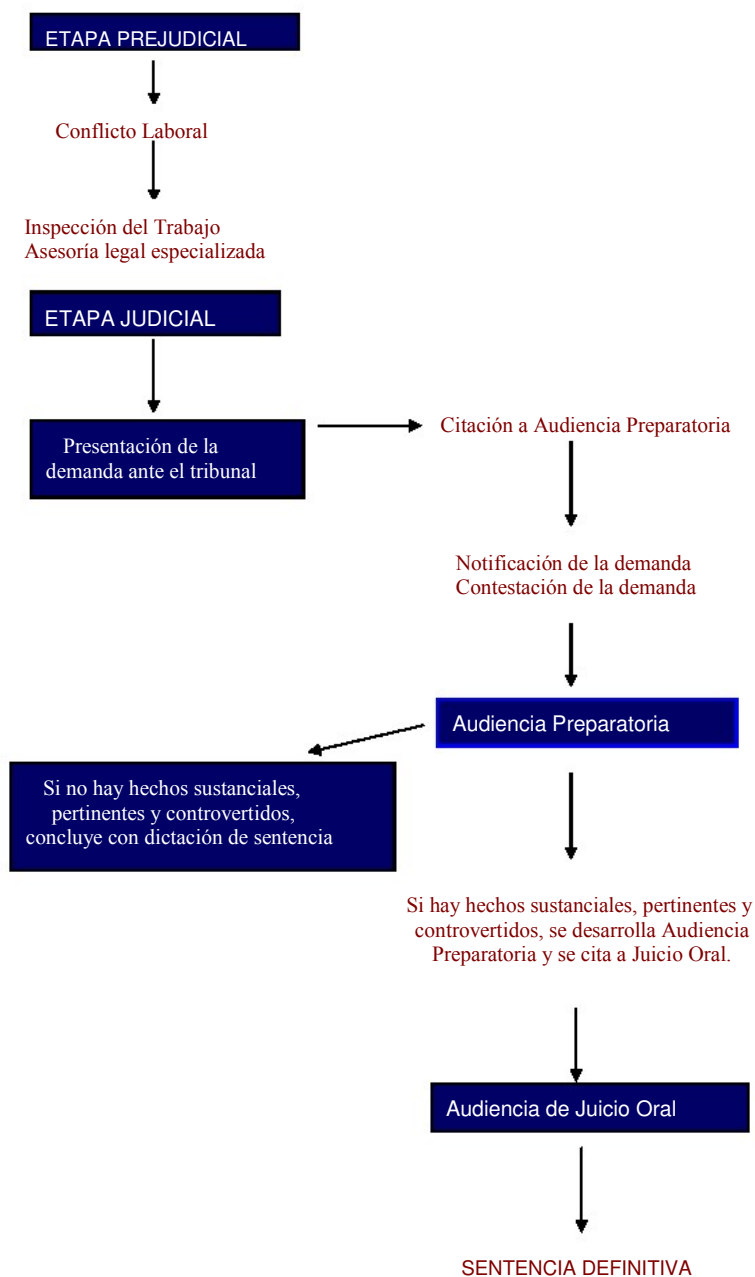 ETAPA PREJUDICIAL
Conflicto Laboral
Inspección del Trabajo
Asesoría legal especializada
ETAPA JUDICIAL
Presentación de la
demanda ante el tribunal
Citación a Audiencia Preparatoria
Notificación de la demanda
Contestación de la demanda
Audiencia Preparatoria
Si no hay hechos sustanciales,
pertinentes y controvertidos,
concluye con dictación de sentencia
Si hay hechos sustanciales, pertinentes y
controvertidos, se desarrolla Audiencia
Preparatoria y se cita a Juicio Oral.
Audiencia de Juicio Oral
SENTENCIA DEFINITIVA